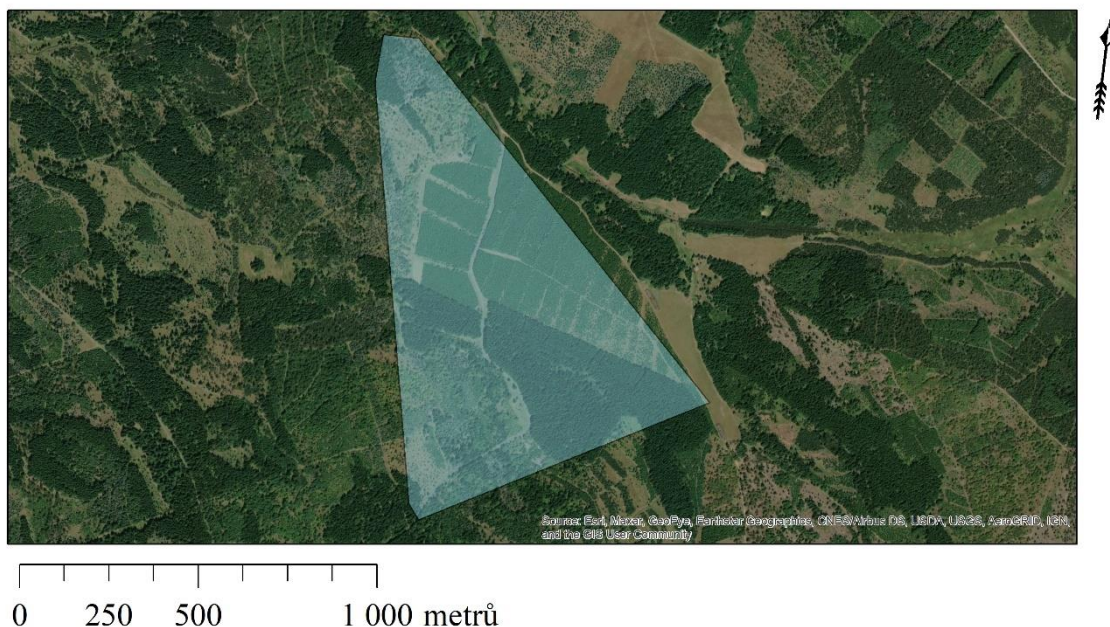 Source: Esri, Maxar, GeoEye, Earthstar Geographics, CNES/Airbus DS, USDA, USGS, AeroGRID, IGN,
and the GIS User Community
0 250 500 1 000 metrů